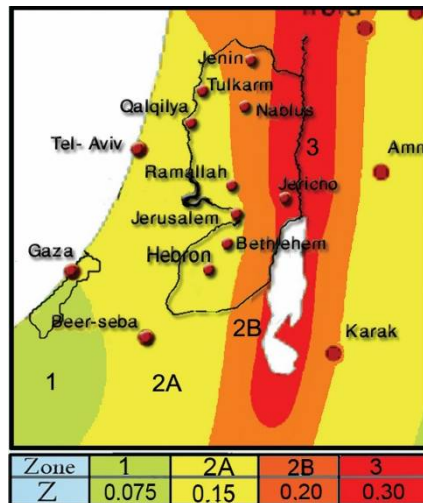 Jenin
Tulkarm
Qalqilya
Nablus
Tel- Aviv
3
Amm
Ramallah
Jericho
Jerusalem
Bethlehem
Gaza
Hebron
Beer-seba
2B
Karak
1
2A
Zone 1 2A 2B 3
Z 0.075 0.15 0.20 0.30